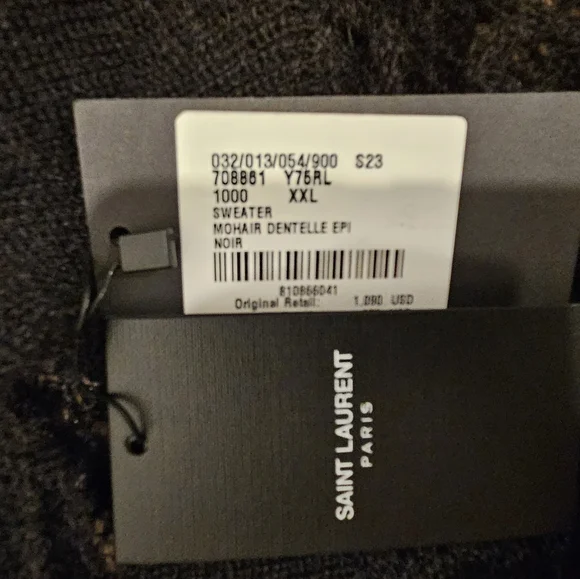 032/013/054/900 S23
708861 Y75RL
1000 XXL
SWEATER
MOHAIR DENTELLE EPI
NOIR
810866041
Original Retail: 1.090 USD
SAINT LAURENT
PARIS